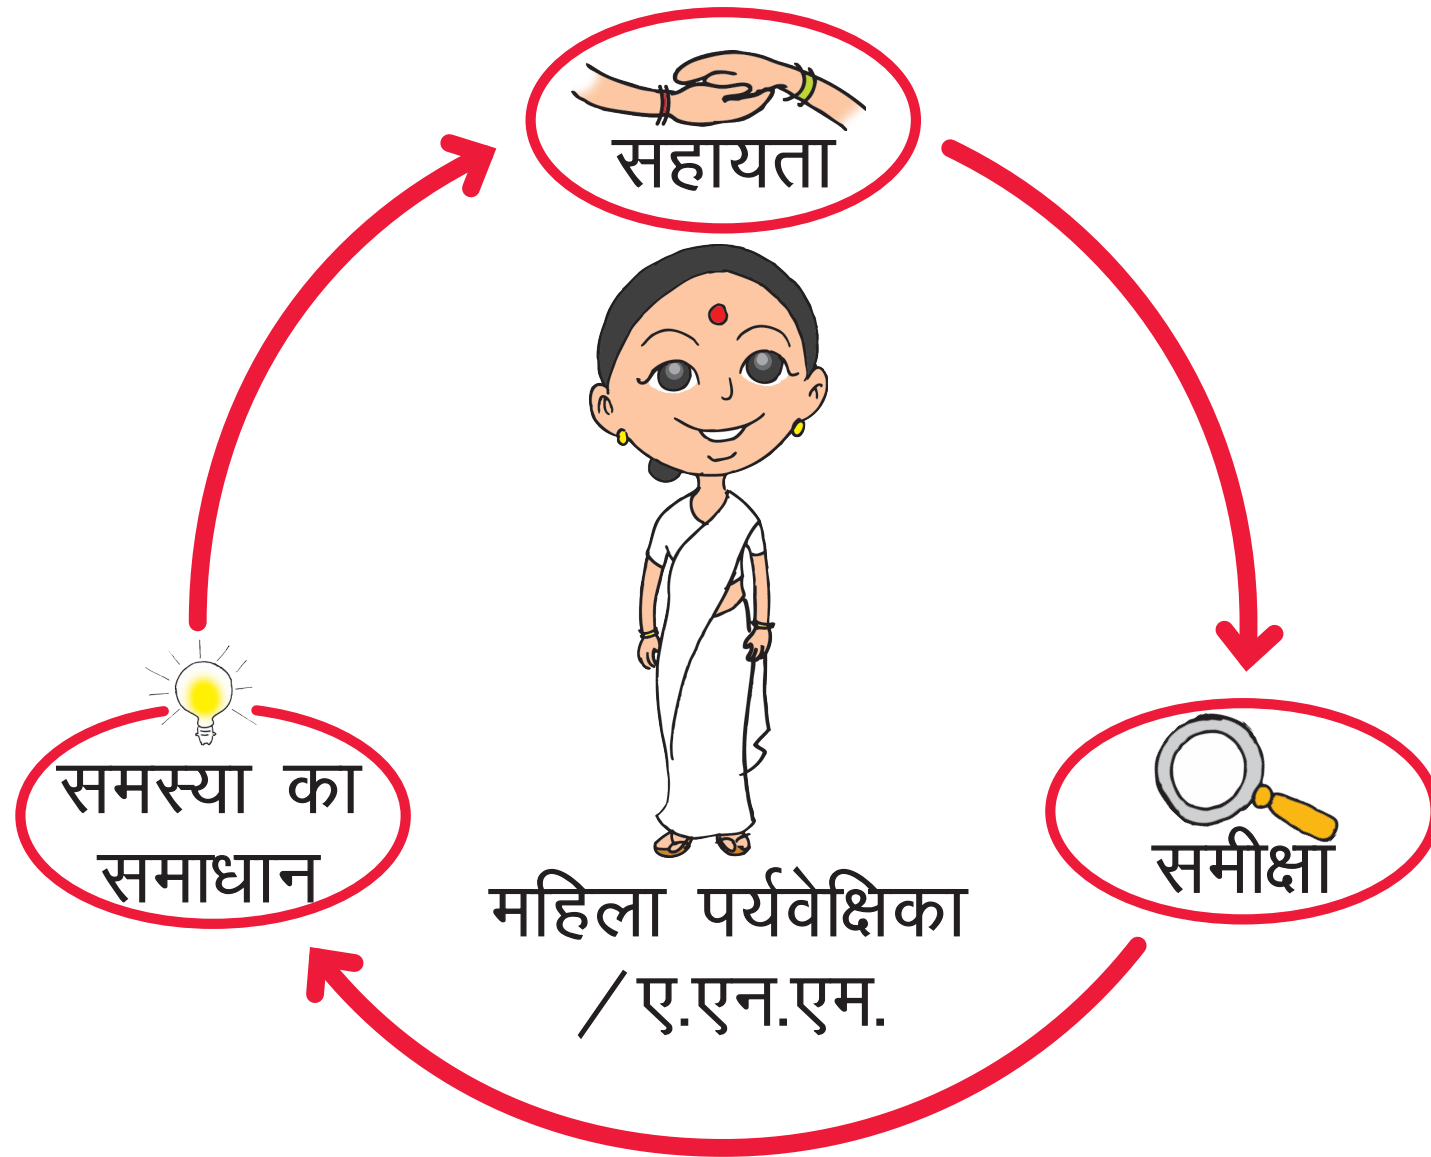 सहायता
समस्या का
समाधान
समीक्षा
महिला पर्यवेक्षिका
/ए.एन.एम.